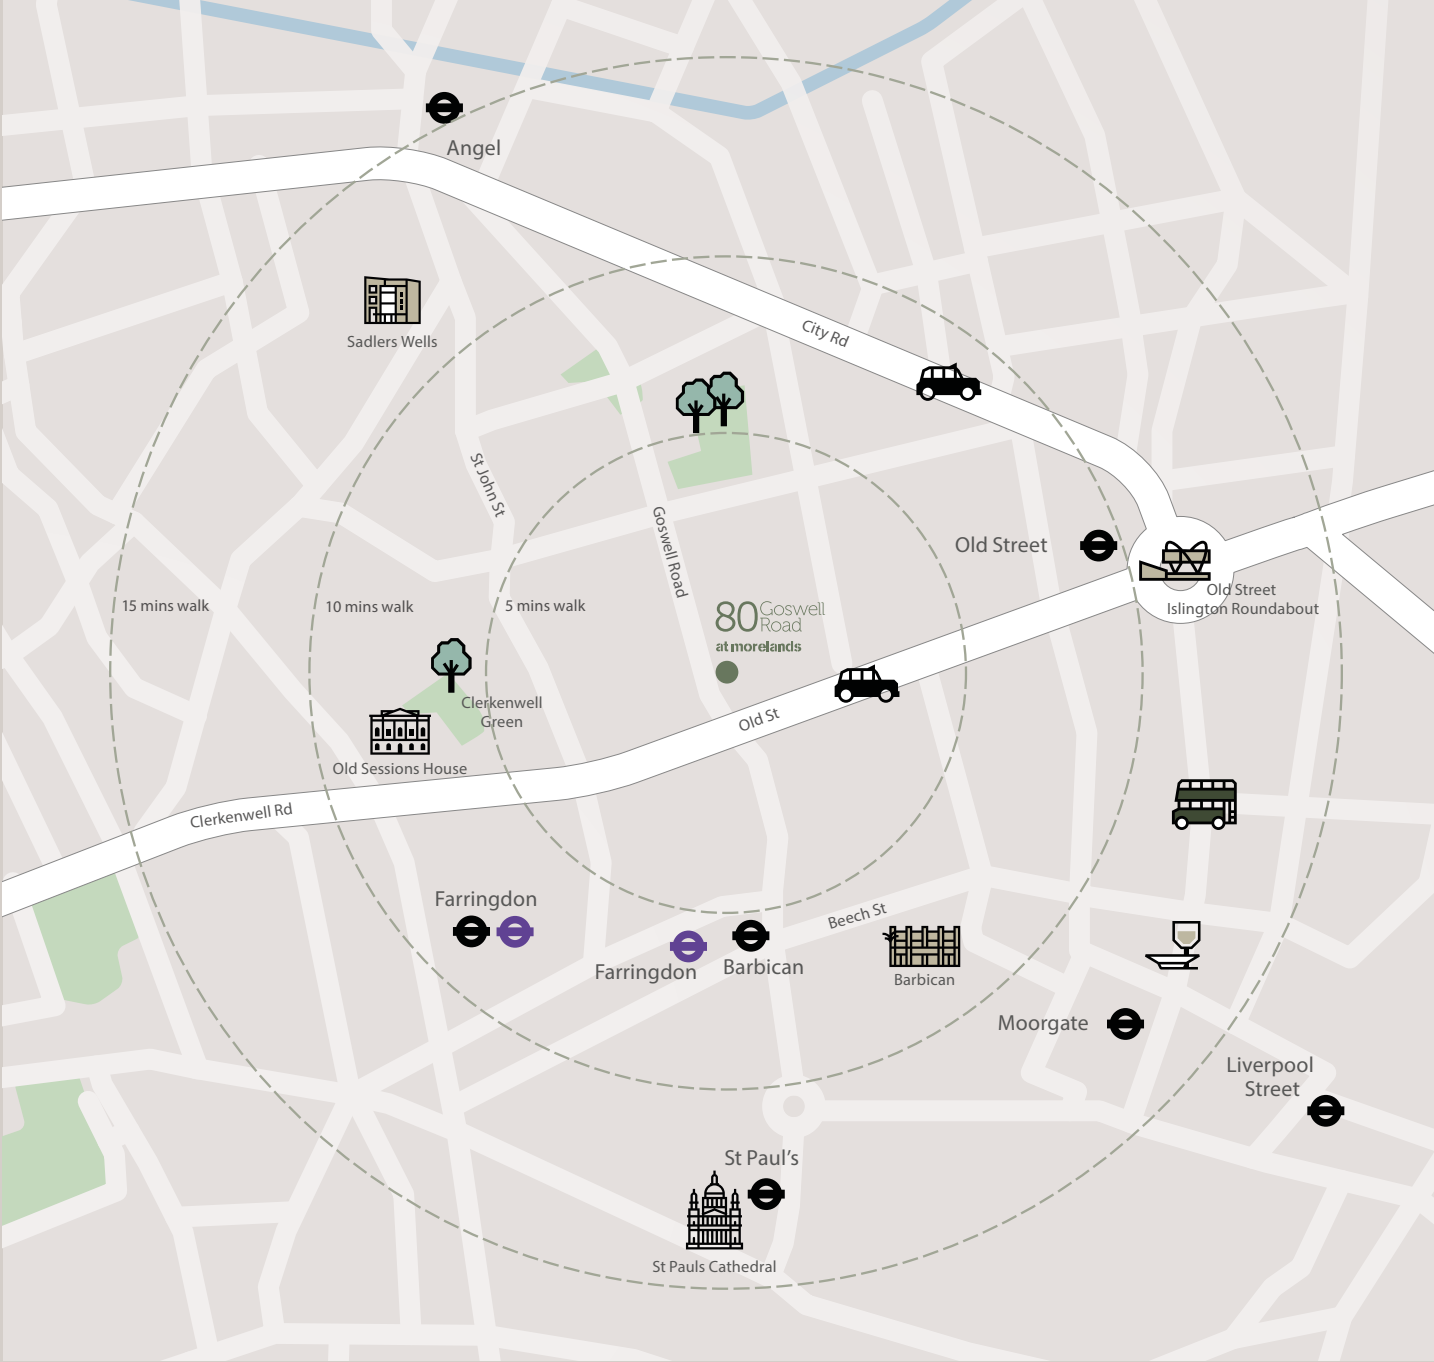 Angel
City Rd
Sadlers Wells
St John St
Goswell Road
Old Street
Old Street
Islington Roundabout
15 mins walk
10 mins walk
5 mins walk
80 Goswell
Road
at morelands
Clerkenwell
Green
Old St
Old Sessions House
Clerkenwell Rd
Farringdon
Beech St
Farringdon
Barbican
Barbican
Moorgate
Liverpool
Street
St Paul's
St Pauls Cathedral